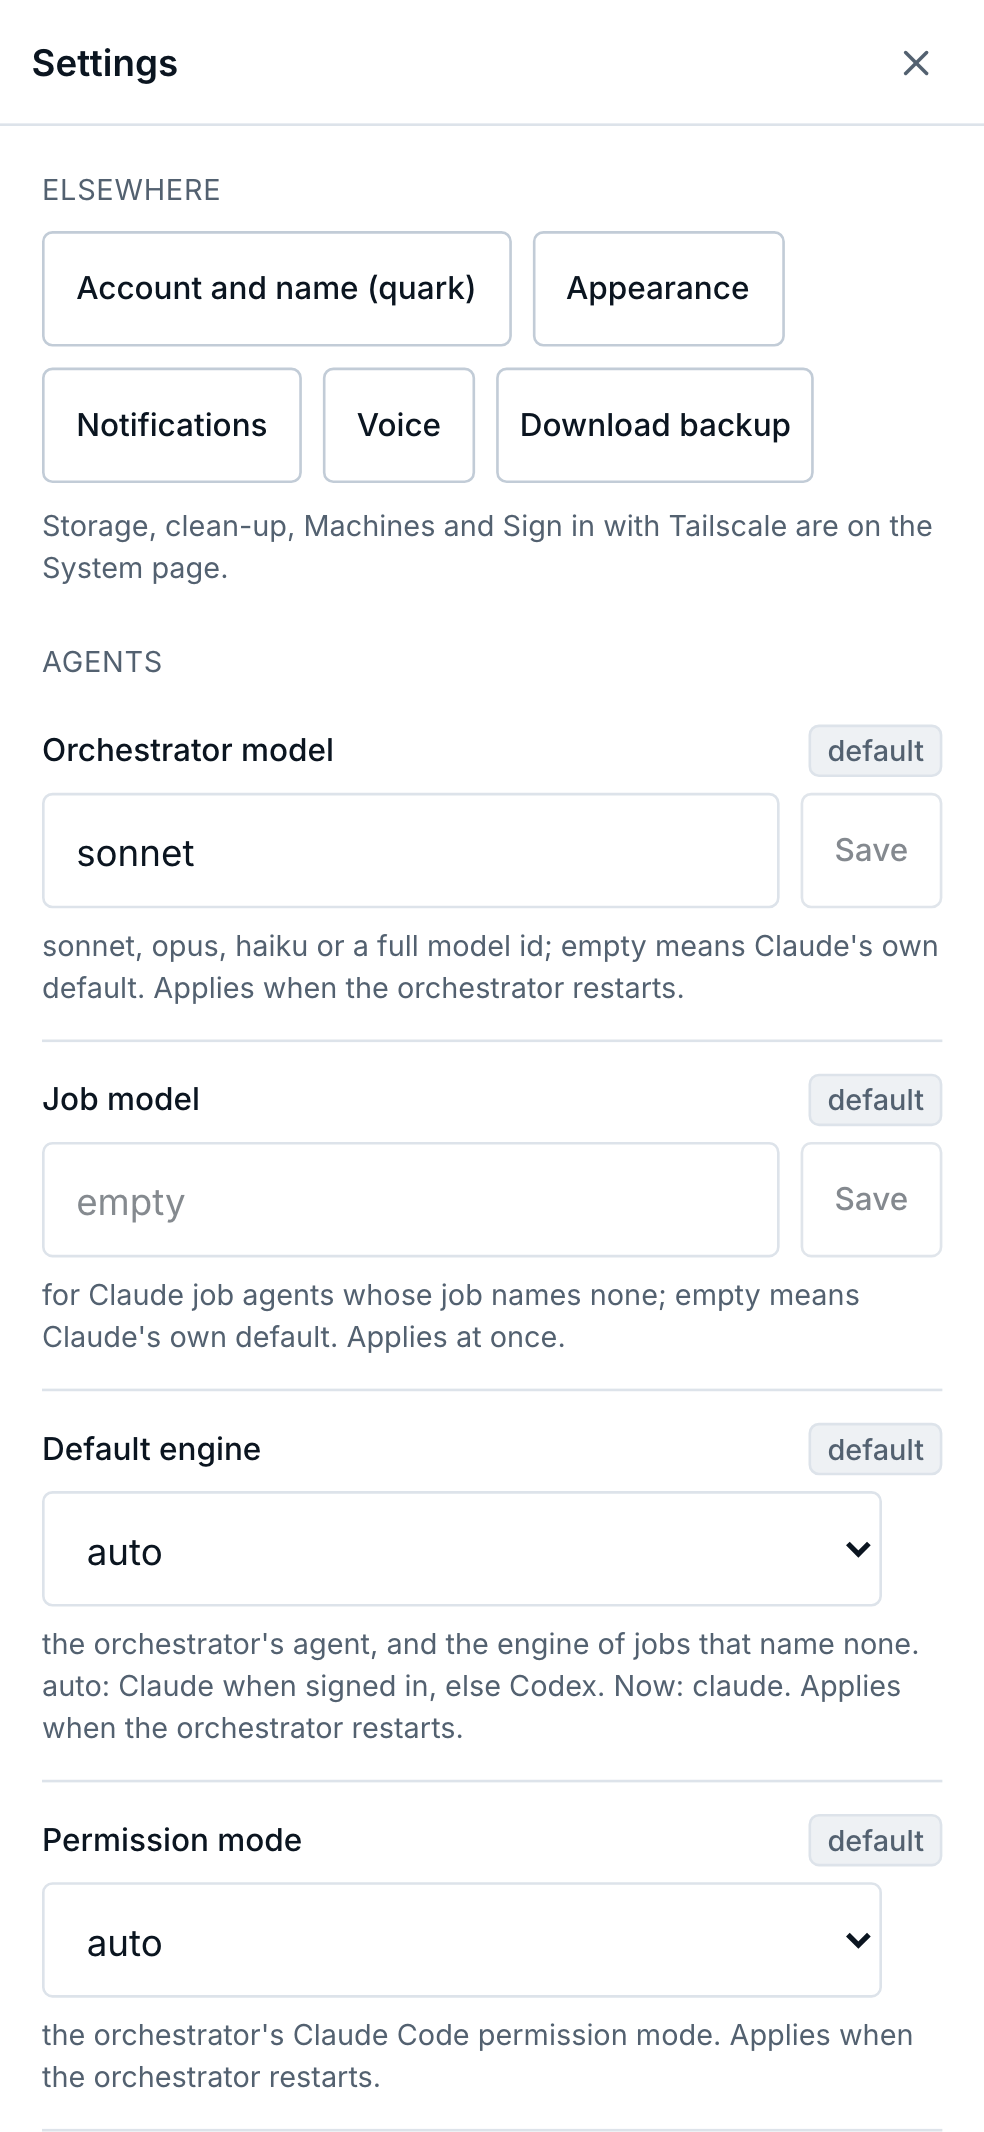 Settings
ELSEWHERE
Account and name (quark)
Appearance
Notifications
Voice
Download backup
Storage, clean-up, Machines and Sign in with Tailscale are on the
System page.
AGENTS
Orchestrator model
default
sonnet
Save
sonnet, opus, haiku or a full model id; empty means Claude's own
default. Applies when the orchestrator restarts.
Job model
default
empty
Save
for Claude job agents whose job names none; empty means
Claude's own default. Applies at once.
Default engine
default
auto
the orchestrator's agent, and the engine of jobs that name none.
auto: Claude when signed in, else Codex. Now: claude. Applies
when the orchestrator restarts.
Permission mode
default
auto
the orchestrator's Claude Code permission mode. Applies when
the orchestrator restarts.